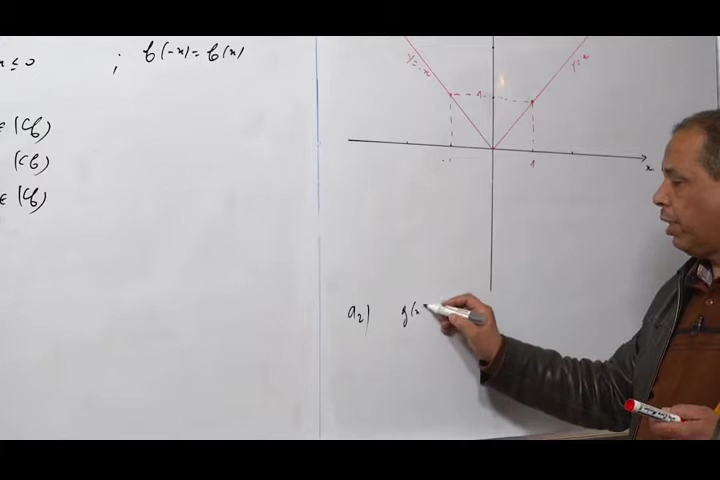 x ≤ 0 ; f(-x) = f(x)
∈ (Cf)
(Cf)
∈ (Cf)
y=-x
y=x
1
1
x
a₂) g(x